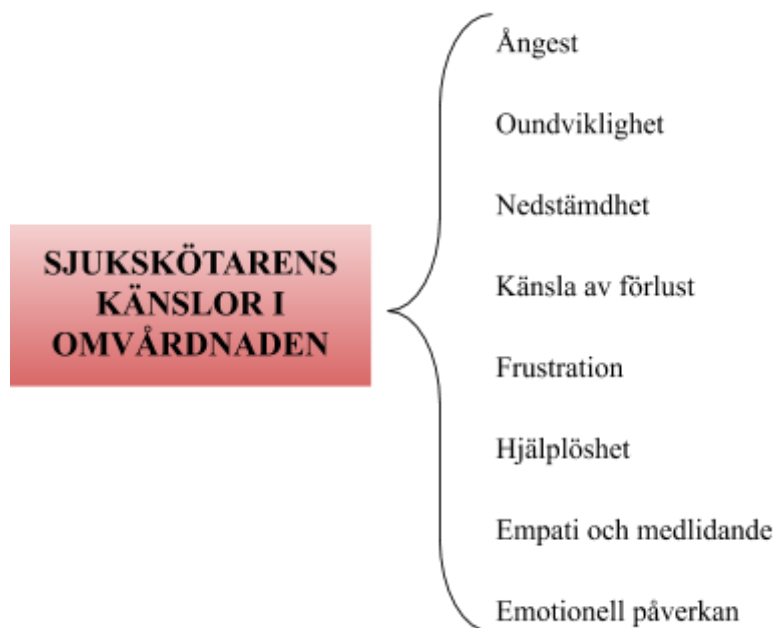 SJUKSKÖTARENS
KÄNSLOR I
OMVÅRDNADEN
Ångest
Oundviklighet
Nedstämdhet
Känsla av förlust
Frustration
Hjälplöshet
Empati och medlidande
Emotionell påverkan